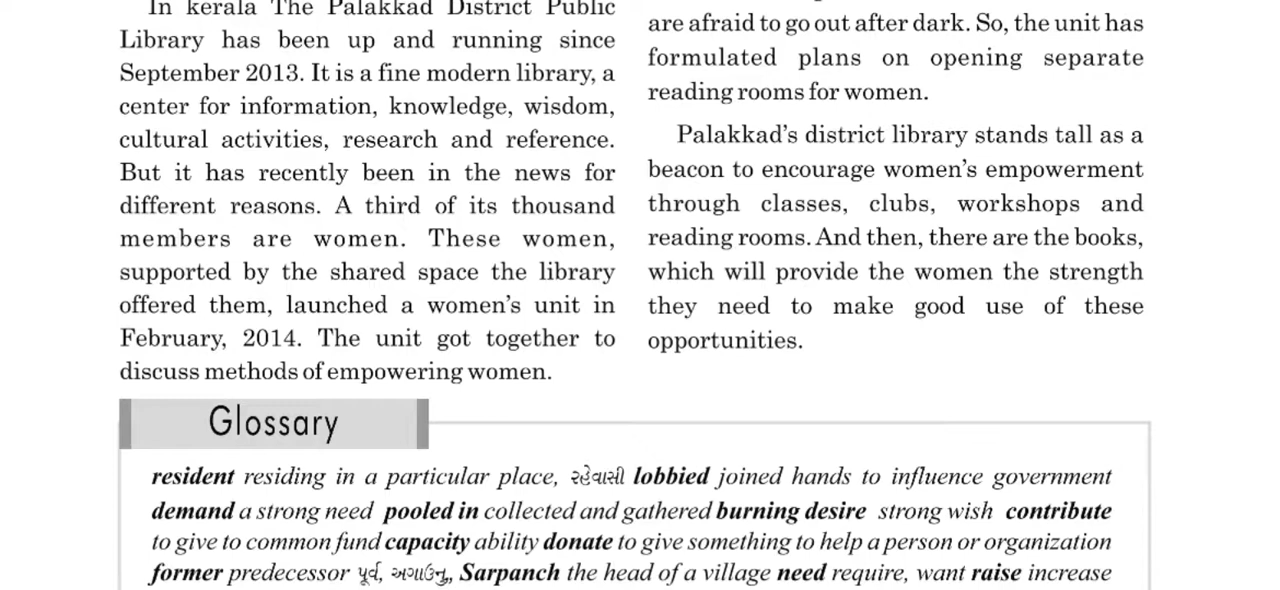 In kerala The Palakkad District Public
Library has been up and running since
September 2013. It is a fine modern library, a
center for information, knowledge, wisdom,
cultural activities, research and reference.
But it has recently been in the news for
different reasons. A third of its thousand
members are women. These women,
supported by the shared space the library
offered them, launched a women's unit in
February, 2014. The unit got together to
discuss methods of empowering women.
are afraid to go out after dark. So, the unit has
formulated plans on opening separate
reading rooms for women.
Palakkad's district library stands tall as a
beacon to encourage women's empowerment
through classes, clubs, workshops and
reading rooms. And then, there are the books,
which will provide the women the strength
they need to make good use of these
opportunities.
Glossary
resident residing in a particular place, રહેવાસી lobbied joined hands to influence government
demand a strong need pooled in collected and gathered burning desire strong wish contribute
to give to common fund capacity ability donate to give something to help a person or organization
former predecessor પૂર્વ, અગાઉનુ,, Sarpanch the head of a village need require, want raise increase